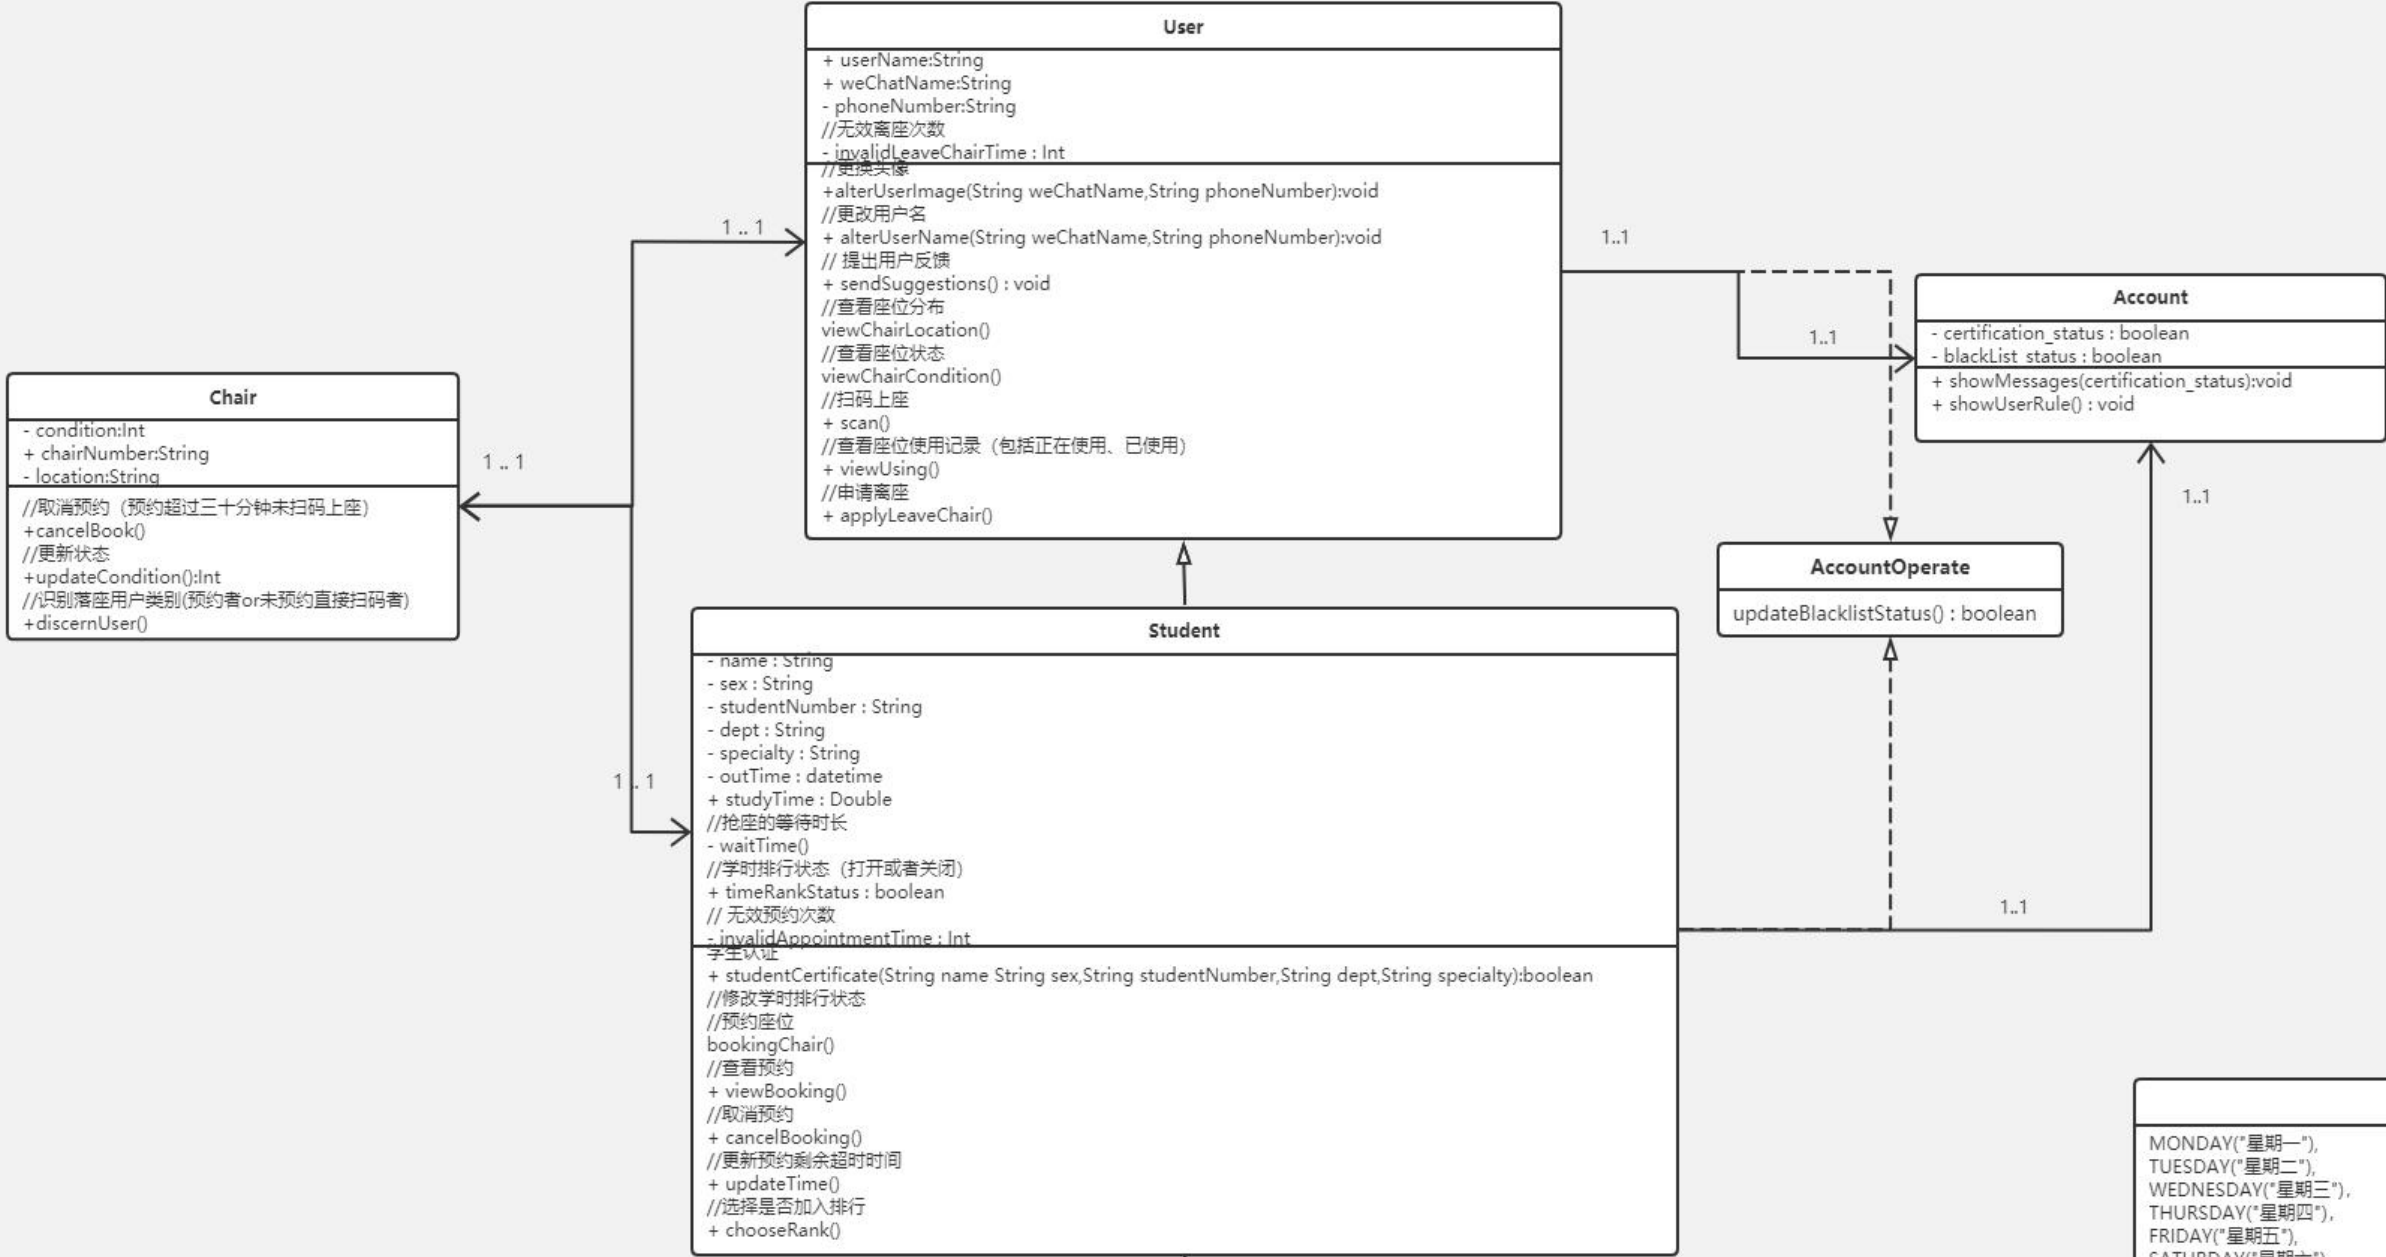 User
+ userName:String
+ weChatName:String
- phoneNumber:String
//无效离座次数
- invalidLeaveChairTime : Int
//更换头像
+alterUserImage(String weChatName,String phoneNumber):void
//更改用户名
+ alterUserName(String weChatName,String phoneNumber):void
// 提出用户反馈
+ sendSuggestions() : void
//查看座位分布
viewChairLocation()
//查看座位状态
viewChairCondition()
//扫码上座
+ scan()
//查看座位使用记录（包括正在使用、已使用）
+ viewUsing()
//申请离座
+ applyLeaveChair()
1 .. 1
1..1
1..1
Account
- certification_status : boolean
- blackList_status : boolean
+ showMessages(certification_status):void
+ showUserRule() : void
Chair
- condition:Int
+ chairNumber:String
- location:String
//取消预约（预约超过三十分钟未扫码上座）
+cancelBook()
//更新状态
+updateCondition():Int
//识别落座用户类别(预约者or未预约直接扫码者)
+discernUser()
1 .. 1
1..1
AccountOperate
updateBlacklistStatus() : boolean
1 .. 1
Student
- name : String
- sex : String
- studentNumber : String
- dept : String
- specialty : String
- outTime : datetime
+ studyTime : Double
//抢座的等待时长
- waitTime()
//学时排行状态（打开或者关闭）
+ timeRankStatus : boolean
// 无效预约次数
- invalidAppointmentTime : Int
学生认证
+ studentCertificate(String name String sex,String studentNumber,String dept,String specialty):boolean
//修改学时排行状态
//预约座位
bookingChair()
//查看预约
+ viewBooking()
//取消预约
+ cancelBooking()
//更新预约剩余超时时间
+ updateTime()
//选择是否加入排行
+ chooseRank()
1..1
MONDAY("星期一"),
TUESDAY("星期二"),
WEDNESDAY("星期三"),
THURSDAY("星期四"),
FRIDAY("星期五"),
SATURDAY("星期六"),